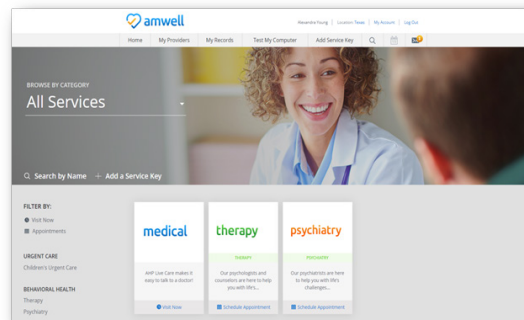 amwell
Alexandra Young Location: Texas My Account Log Out
Home My Providers My Records Test My Computer Add Service Key
BROWSE BY CATEGORY
All Services
Search by Name + Add a Service Key
FILTER BY:
Visit Now
Appointments
URGENT CARE
Children's Urgent Care
BEHAVIORAL HEALTH
Therapy
Psychiatry
medical
AHP Live Care makes it
easy to talk to a doctor!
Visit Now
therapy
Our psychologists and
counselors are here to help
you with life's...
Schedule Appointment
psychiatry
PSYCHIATRY
Our psychiatrists are here
to help you with life's
challenges...
Schedule Appointment